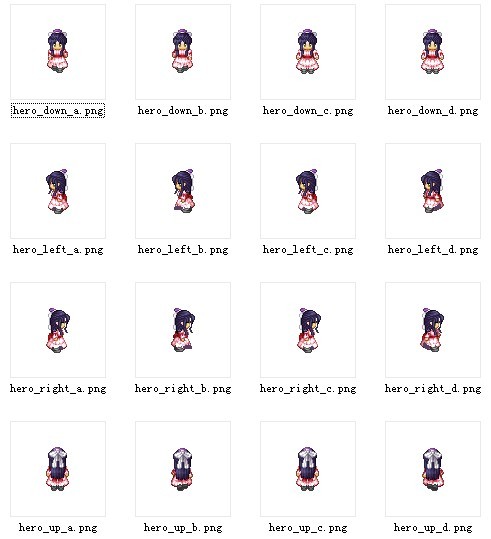 hero_down_a.png hero_down_b.png hero_down_c.png hero_down_d.png
hero_left_a.png hero_left_b.png hero_left_c.png hero_left_d.png
hero_right_a.png hero_right_b.png hero_right_c.png hero_right_d.png
hero_up_a.png hero_up_b.png hero_up_c.png hero_up_d.png